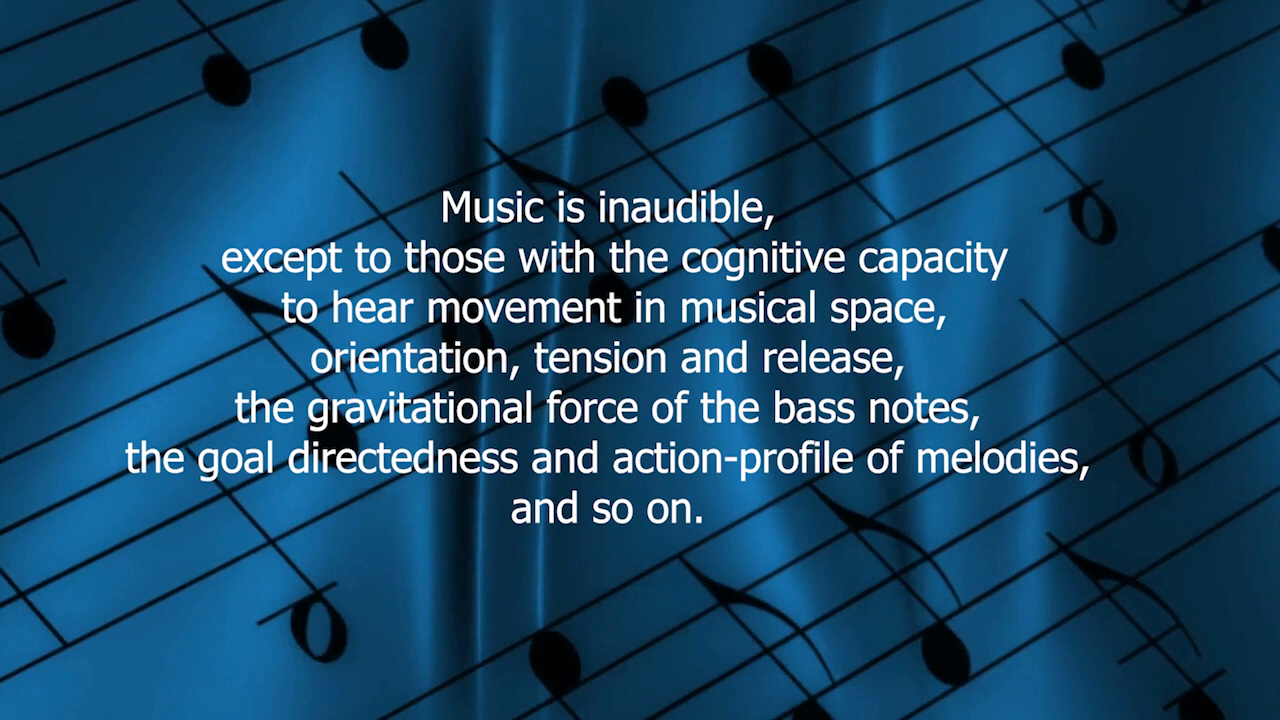 Music is inaudible,
except to those with the cognitive capacity
to hear movement in musical space,
orientation, tension and release,
the gravitational force of the bass notes,
the goal directedness and action-profile of melodies,
and so on.